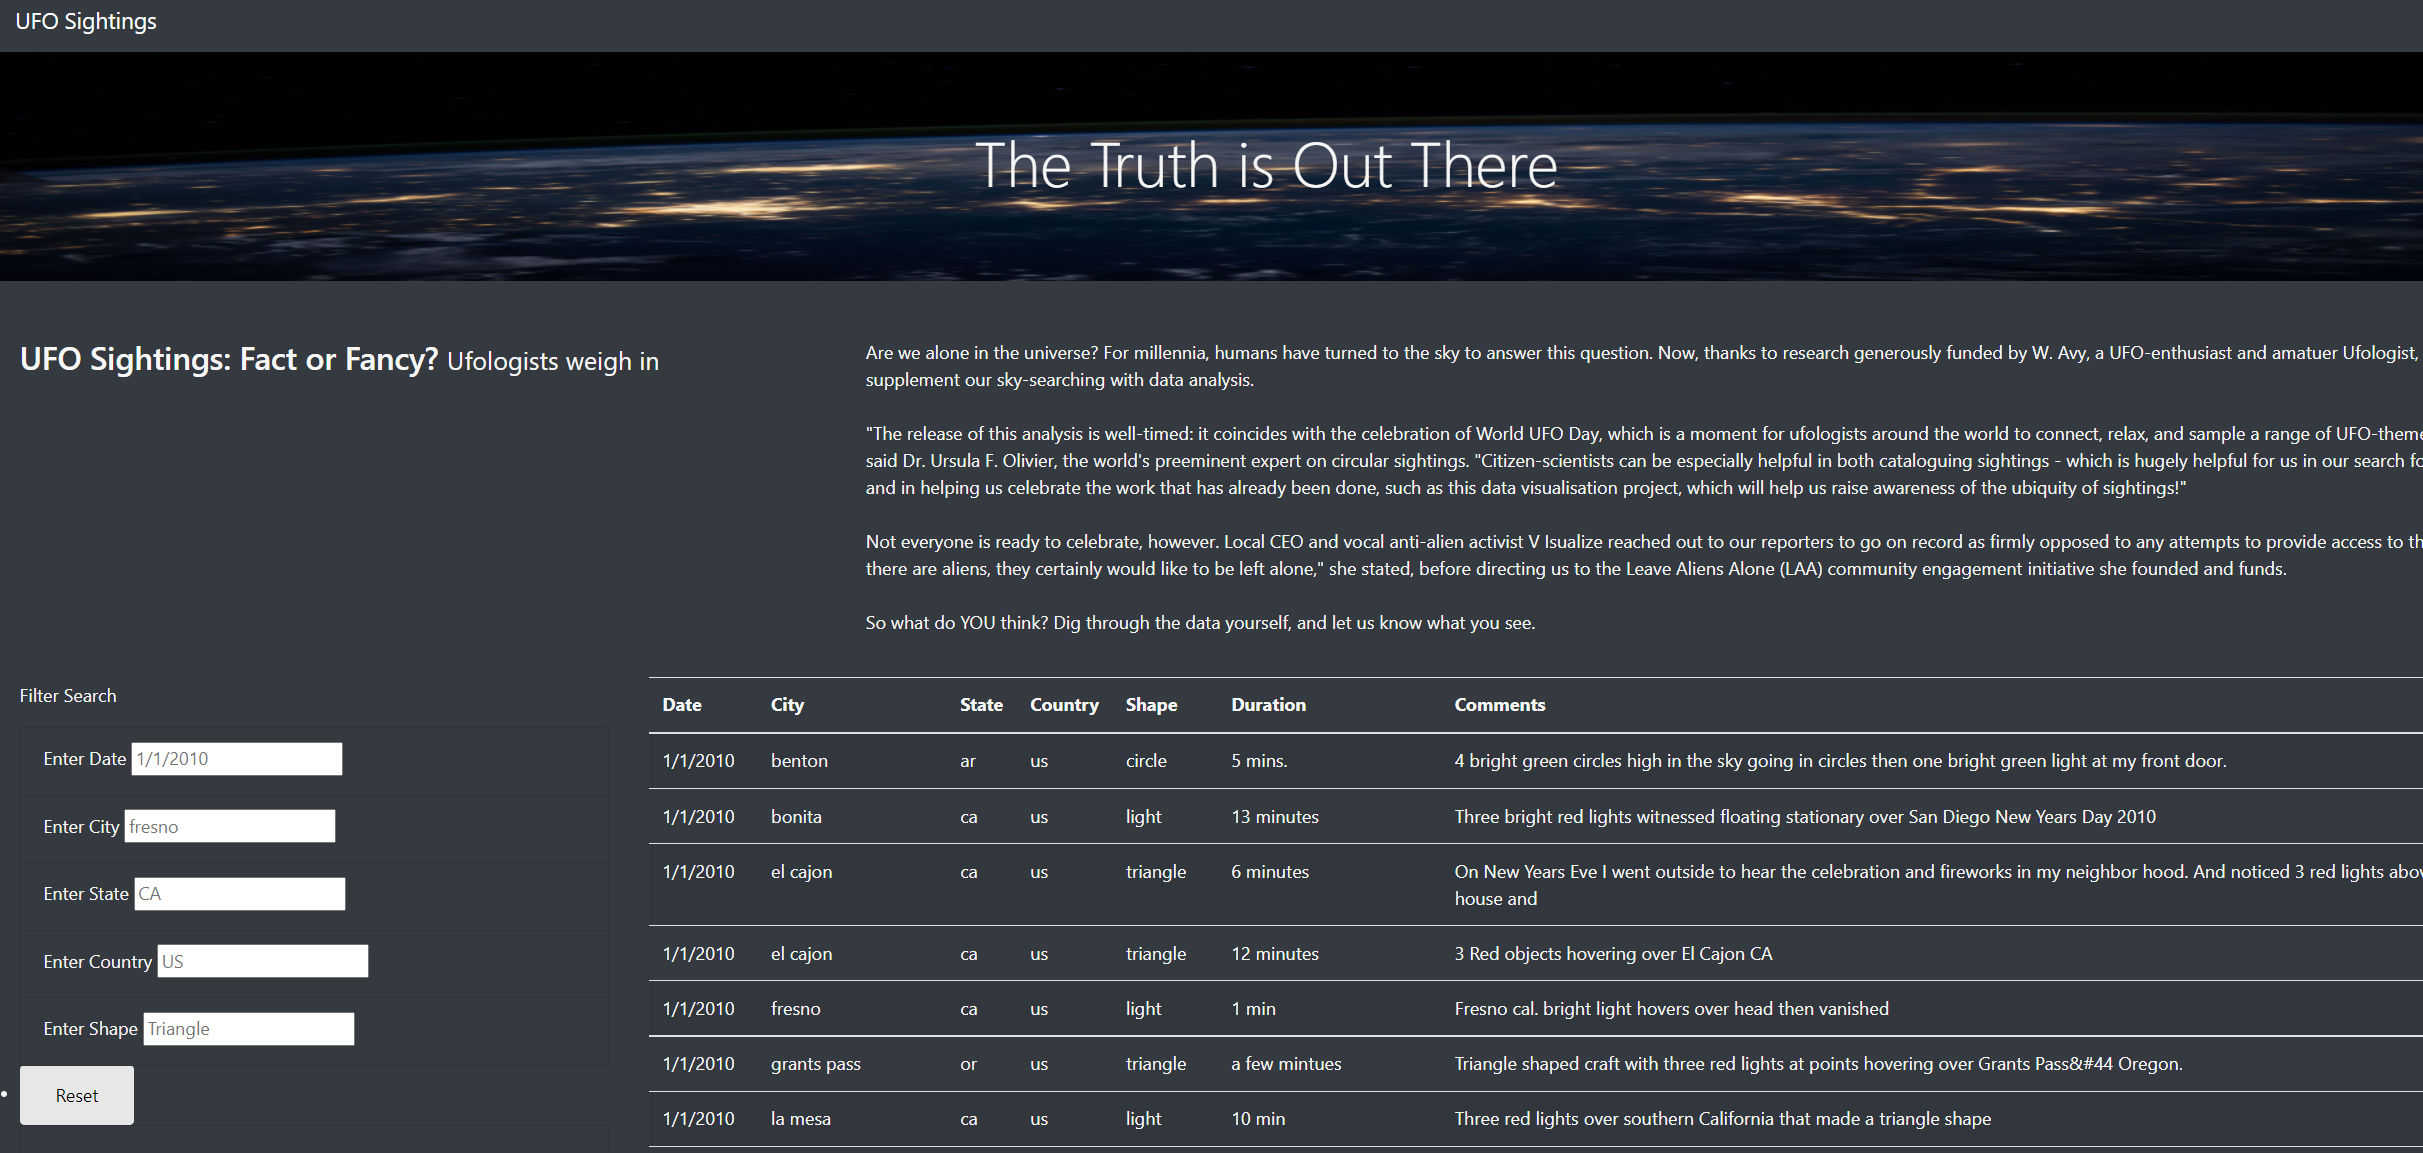 UFO Sightings
The Truth is Out There
UFO Sightings: Fact or Fancy? Ufologists weigh in
Are we alone in the universe? For millennia, humans have turned to the sky to answer this question. Now, thanks to research generously funded by W. Avy, a UFO-enthusiast and amatuer Ufologist,
supplement our sky-searching with data analysis.
"The release of this analysis is well-timed: it coincides with the celebration of World UFO Day, which is a moment for ufologists around the world to connect, relax, and sample a range of UFO-theme
said Dr. Ursula F. Olivier, the world's preeminent expert on circular sightings. "Citizen-scientists can be especially helpful in both cataloguing sightings - which is hugely helpful for us in our search fo
and in helping us celebrate the work that has already been done, such as this data visualisation project, which will help us raise awareness of the ubiquity of sightings!"
Not everyone is ready to celebrate, however. Local CEO and vocal anti-alien activist V Isualize reached out to our reporters to go on record as firmly opposed to any attempts to provide access to th
there are aliens, they certainly would like to be left alone," she stated, before directing us to the Leave Aliens Alone (LAA) community engagement initiative she founded and funds.
So what do YOU think? Dig through the data yourself, and let us know what you see.
Filter Search
Enter Date 1/1/2010
Enter City fresno
Enter State CA
Enter Country US
Enter Shape Triangle
Reset
Date City State Country Shape Duration Comments
1/1/2010 benton ar us circle 5 mins. 4 bright green circles high in the sky going in circles then one bright green light at my front door.
1/1/2010 bonita ca us light 13 minutes Three bright red lights witnessed floating stationary over San Diego New Years Day 2010
1/1/2010 el cajon ca us triangle 6 minutes On New Years Eve I went outside to hear the celebration and fireworks in my neighbor hood. And noticed 3 red lights abov
house and
1/1/2010 el cajon ca us triangle 12 minutes 3 Red objects hovering over El Cajon CA
1/1/2010 fresno ca us light 1 min Fresno cal. bright light hovers over head then vanished
1/1/2010 grants pass or us triangle a few mintues Triangle shaped craft with three red lights at points hovering over Grants Pass&#44 Oregon.
1/1/2010 la mesa ca us light 10 min Three red lights over southern California that made a triangle shape